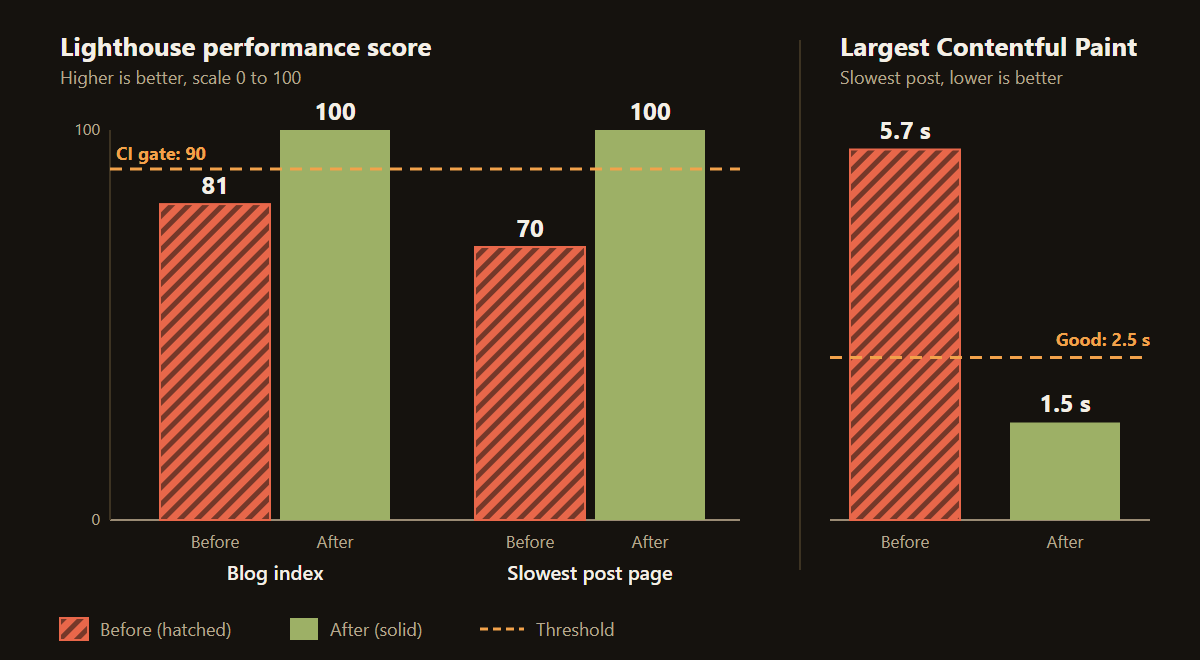 Lighthouse performance score
Higher is better, scale 0 to 100
100
0
CI gate: 90
81
100
70
100
Before
After
Before
After
Blog index
Slowest post page
Largest Contentful Paint
Slowest post, lower is better
5.7 s
Good: 2.5 s
1.5 s
Before
After
Before (hatched)
After (solid)
Threshold